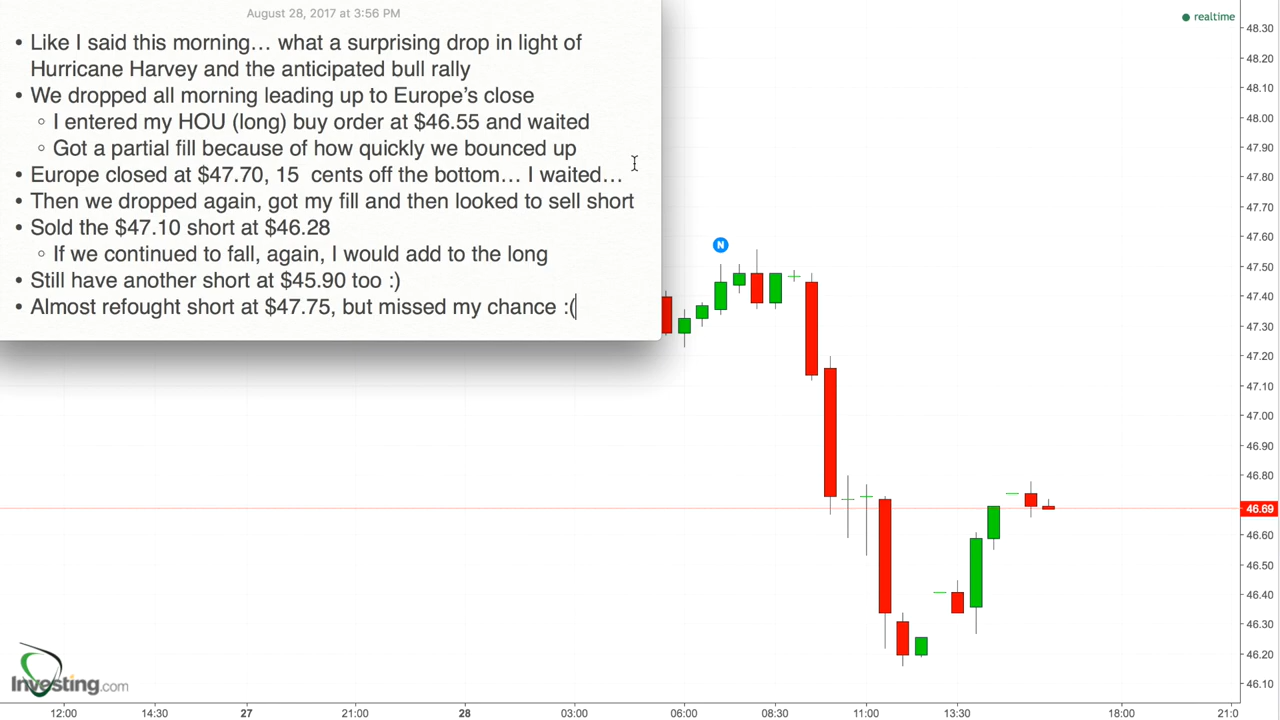 August 28, 2017 at 3:56 PM
realtime
• Like I said this morning… what a surprising drop in light of
Hurricane Harvey and the anticipated bull rally
• We dropped all morning leading up to Europe's close
◦ I entered my HOU (long) buy order at $46.55 and waited
◦ Got a partial fill because of how quickly we bounced up
• Europe closed at $47.70, 15 cents off the bottom… I waited…
• Then we dropped again, got my fill and then looked to sell short
• Sold the $47.10 short at $46.28
◦ If we continued to fall, again, I would add to the long
• Still have another short at $45.90 too :)
• Almost refought short at $47.75, but missed my chance :(
N
48.30
48.20
48.10
48.00
47.90
47.80
47.70
47.60
47.50
47.40
47.30
47.20
47.10
47.00
46.90
46.80
46.69
46.60
46.50
46.40
46.30
46.20
46.10
Investing.com
12:00 14:30 27 21:00 28 03:00 06:00 08:30 11:00 13:30 18:00 21:0